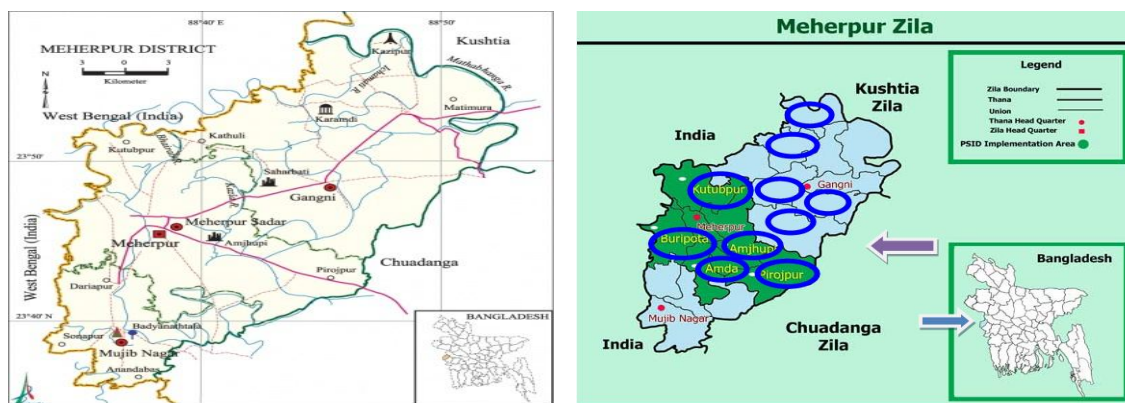 88° 40' E
88° 50'
MEHERPUR DISTRICT
3 0 3
Kilometer
N
Kushtia
Kazipur
Mathabhanga R.
Matimura
Karamdi
West Bengal (India)
Kutubpur
Kathuli
23° 50'
Saharbati
Gangni
Meherpur Sadar
Meherpur
Amjhupi
Chuadanga
Pirojpur
West Bengal (India)
Dariapur
23° 40' N
Badyanathtala
Sonapur
Mujib Nagar
Anandabas
BANGLADESH
Meherpur Zila
Legend
Zila Boundary
Thana
Union
Thana Head Quarter
Zila Head Quarter
PSID Implementation Area
Kushtia
Zila
India
Gangni
Kutubpur
Meherpur
Buripota
Amjhupi
Amda
Pirojpur
Mujib Nagar
Chuadanga
Zila
India
Bangladesh